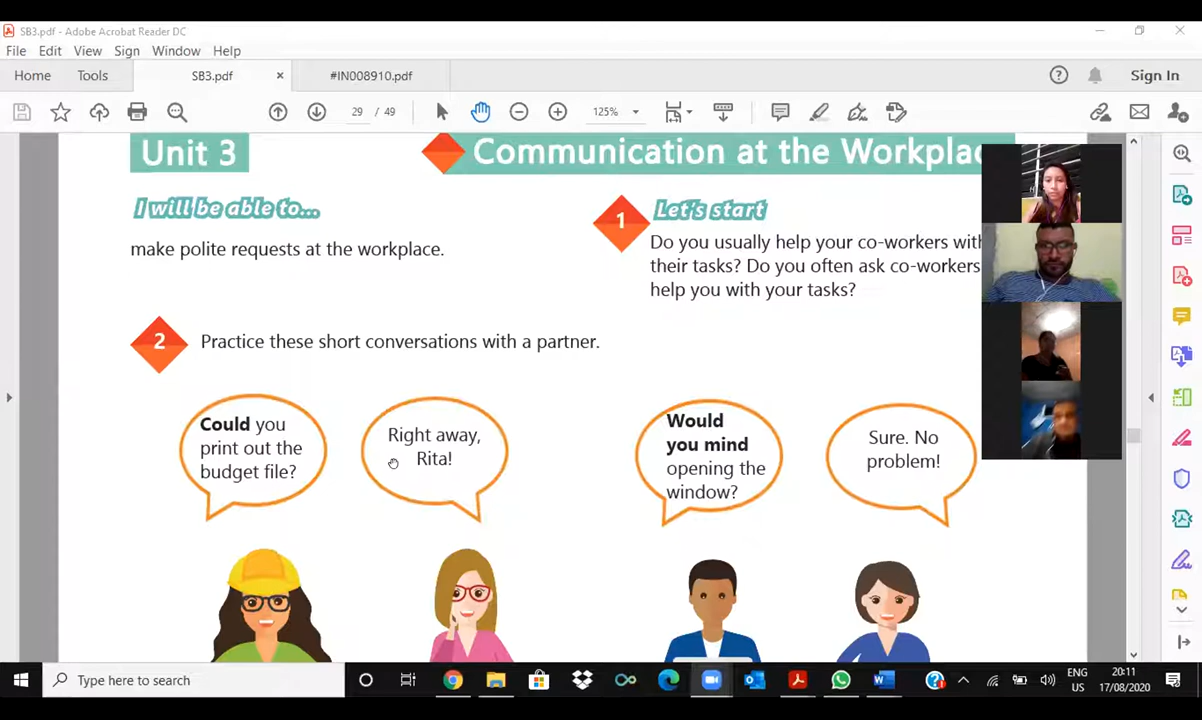 SB3.pdf - Adobe Acrobat Reader DC
File Edit View Sign Window Help
Home Tools SB3.pdf × #IN008910.pdf Sign In
29 / 49 125%
Unit 3
Communication at the Workplac
I will be able to...
make polite requests at the workplace.
1
Let's start
Do you usually help your co-workers with
their tasks? Do you often ask co-workers
help you with your tasks?
2
Practice these short conversations with a partner.
Could you
print out the
budget file?
Right away,
Rita!
Would
you mind
opening the
window?
Sure. No
problem!
Type here to search
ENG
US
20:11
17/08/2020